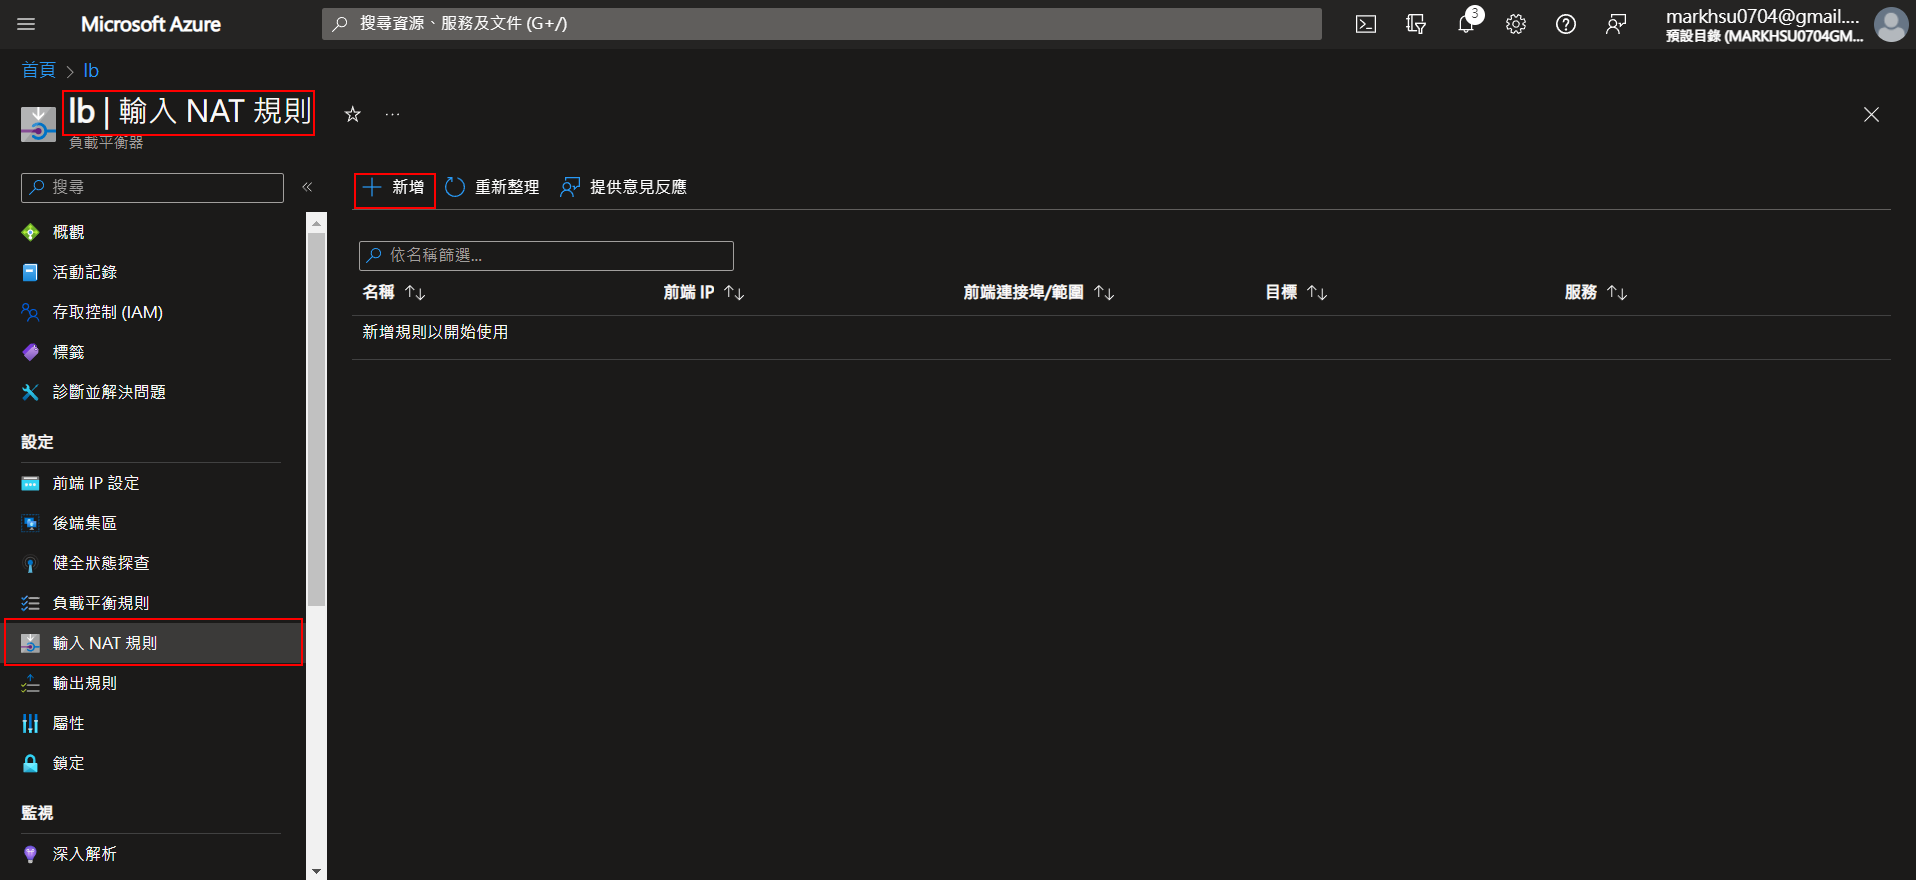 Microsoft Azure
搜尋資源、服務及文件 (G+/)
3
markhsu0704@gmail....
預設目錄 (MARKHSU0704GM...
首頁 > lb
lb | 輸入 NAT 規則
負載平衡器
搜尋
«
概觀
活動記錄
存取控制 (IAM)
標籤
診斷並解決問題
設定
前端 IP 設定
後端集區
健全狀態探查
負載平衡規則
輸入 NAT 規則
輸出規則
屬性
鎖定
監視
深入解析
新增 重新整理 提供意見反應
依名稱篩選...
名稱 前端 IP 前端連接埠/範圍 目標 服務
新增規則以開始使用